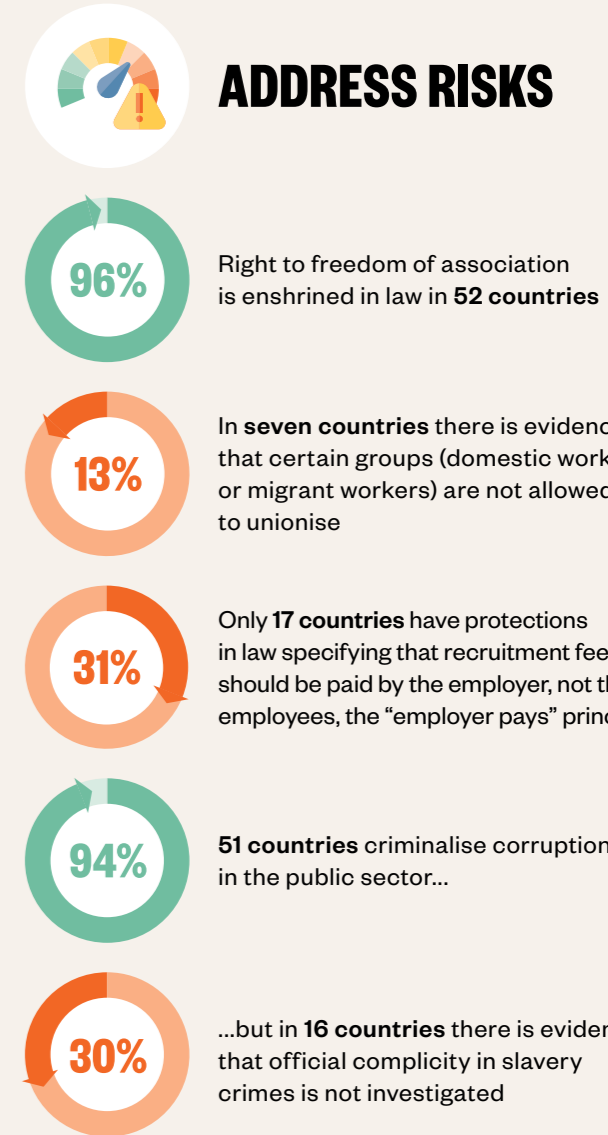 ADDRESS RISKS
96%
Right to freedom of association
is enshrined in law in 52 countries
13%
In seven countries there is evidenc
that certain groups (domestic work
or migrant workers) are not allowed
to unionise
31%
Only 17 countries have protections
in law specifying that recruitment fee
should be paid by the employer, not th
employees, the “employer pays” princ
94%
51 countries criminalise corruption
in the public sector...
30%
...but in 16 countries there is eviden
that official complicity in slavery
crimes is not investigated